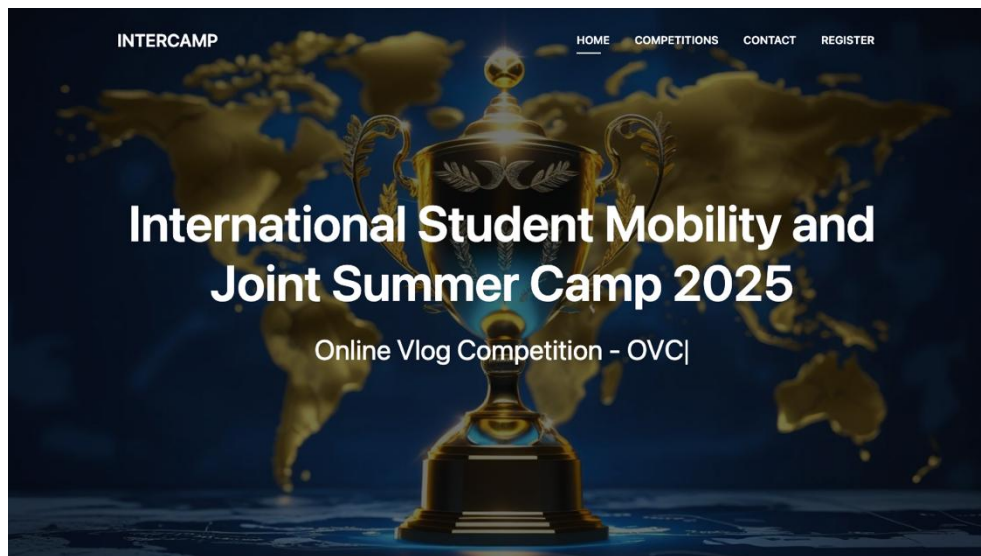 INTERCAMP
HOME COMPETITIONS CONTACT REGISTER
International Student Mobility and
Joint Summer Camp 2025
Online Vlog Competition - OVC|